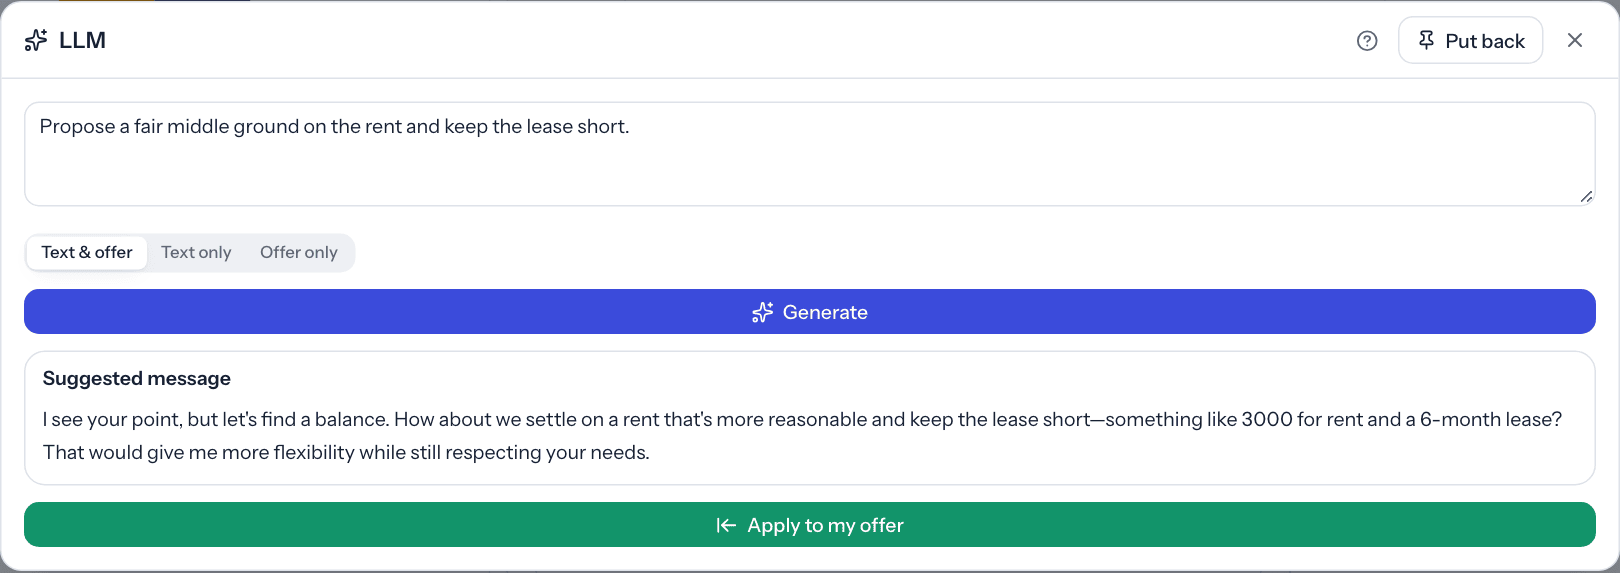 LLM
Put back
Propose a fair middle ground on the rent and keep the lease short.
Text & offer
Text only
Offer only
Generate
Suggested message
I see your point, but let's find a balance. How about we settle on a rent that's more reasonable and keep the lease short—something like 3000 for rent and a 6-month lease?
That would give me more flexibility while still respecting your needs.
Apply to my offer